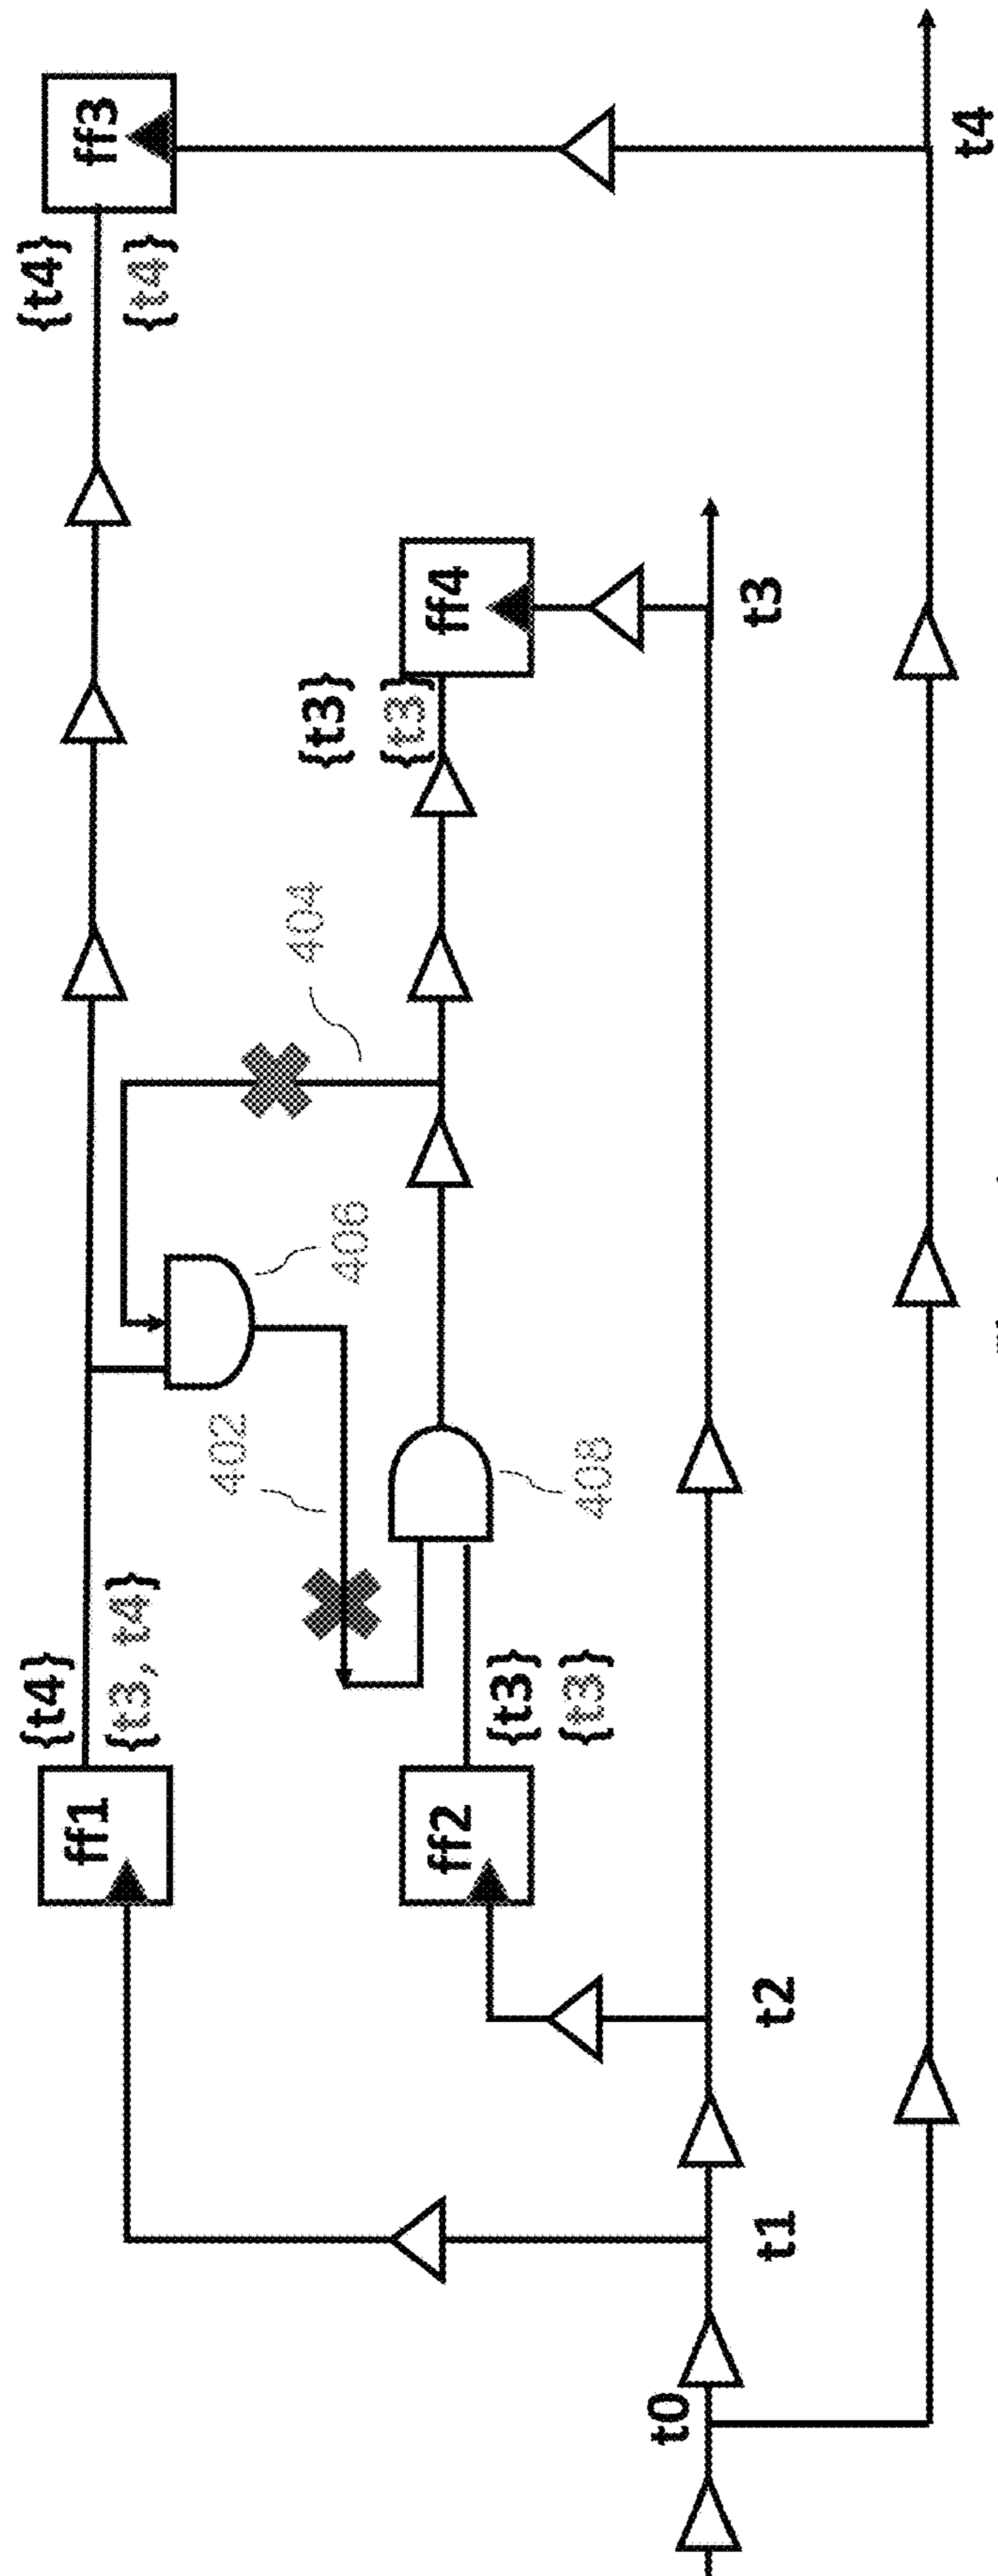 ff1
{t4}
{t3, t4}
{t4}
{t4}
ff3
402
406
404
ff2
{t3}
{t3}
408
{t3}
{t3}
ff4
t0
t1
t2
t3
t4